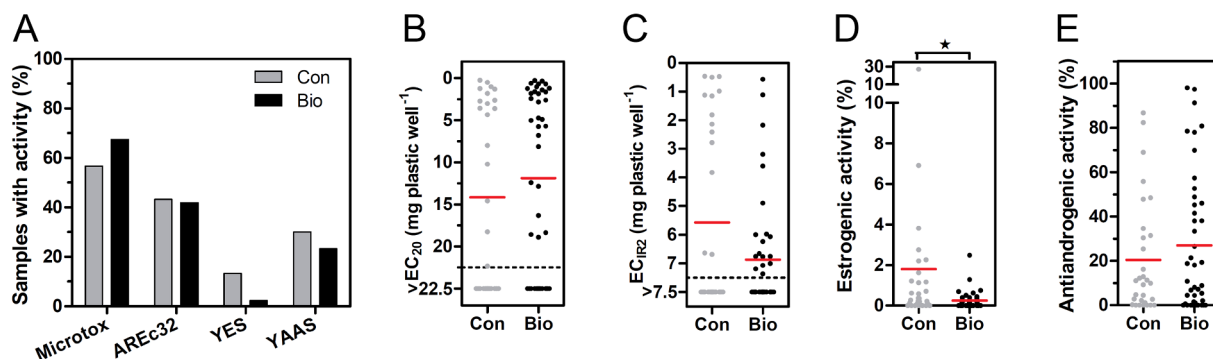 A
Samples with activity (%)
100
80
60
40
20
0
Con
Bio
Microtox
AREc32
YES
YAAS
B
EC20 (mg plastic well-1)
0
5
10
15
20
>22.5
Con
Bio
C
ECIR2 (mg plastic well-1)
0
1
2
3
4
5
6
7
>7.5
Con
Bio
D
★
Estrogenic activity (%)
30
10
8
6
4
2
0
Con
Bio
E
Antiandrogenic activity (%)
100
80
60
40
20
0
Con
Bio